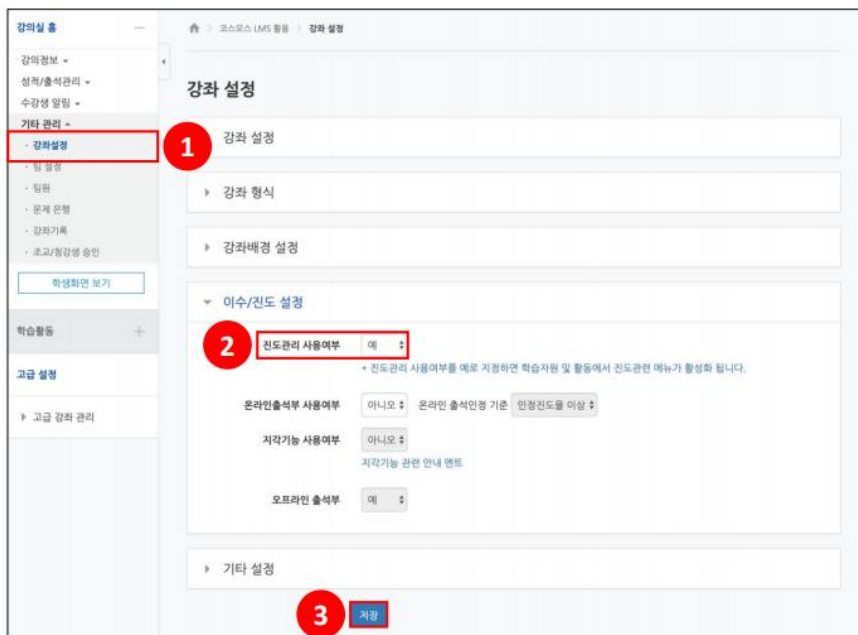 강의실 홈
강의정보
성적/출석관리
수강생 알림
기타 관리
· 강좌설정
· 팀 설정
· 팀원
· 문제 은행
· 강좌기록
· 조교/청강생 승인
학생화면 보기
학습활동
고급 설정
고급 강좌 관리
코스모스 LMS 활용 > 강좌 설정
강좌 설정
1
강좌 설정
강좌 형식
강좌배경 설정
이수/진도 설정
2
진도관리 사용여부 예
* 진도관리 사용여부를 예로 지정하면 학습자원 및 활동에서 진도관련 메뉴가 활성화 됩니다.
온라인출석부 사용여부 아니오 온라인 출석인정 기준 인정진도율 이상
지각기능 사용여부 아니오
지각기능 관련 안내 멘트
오프라인 출석부 예
기타 설정
3
저장